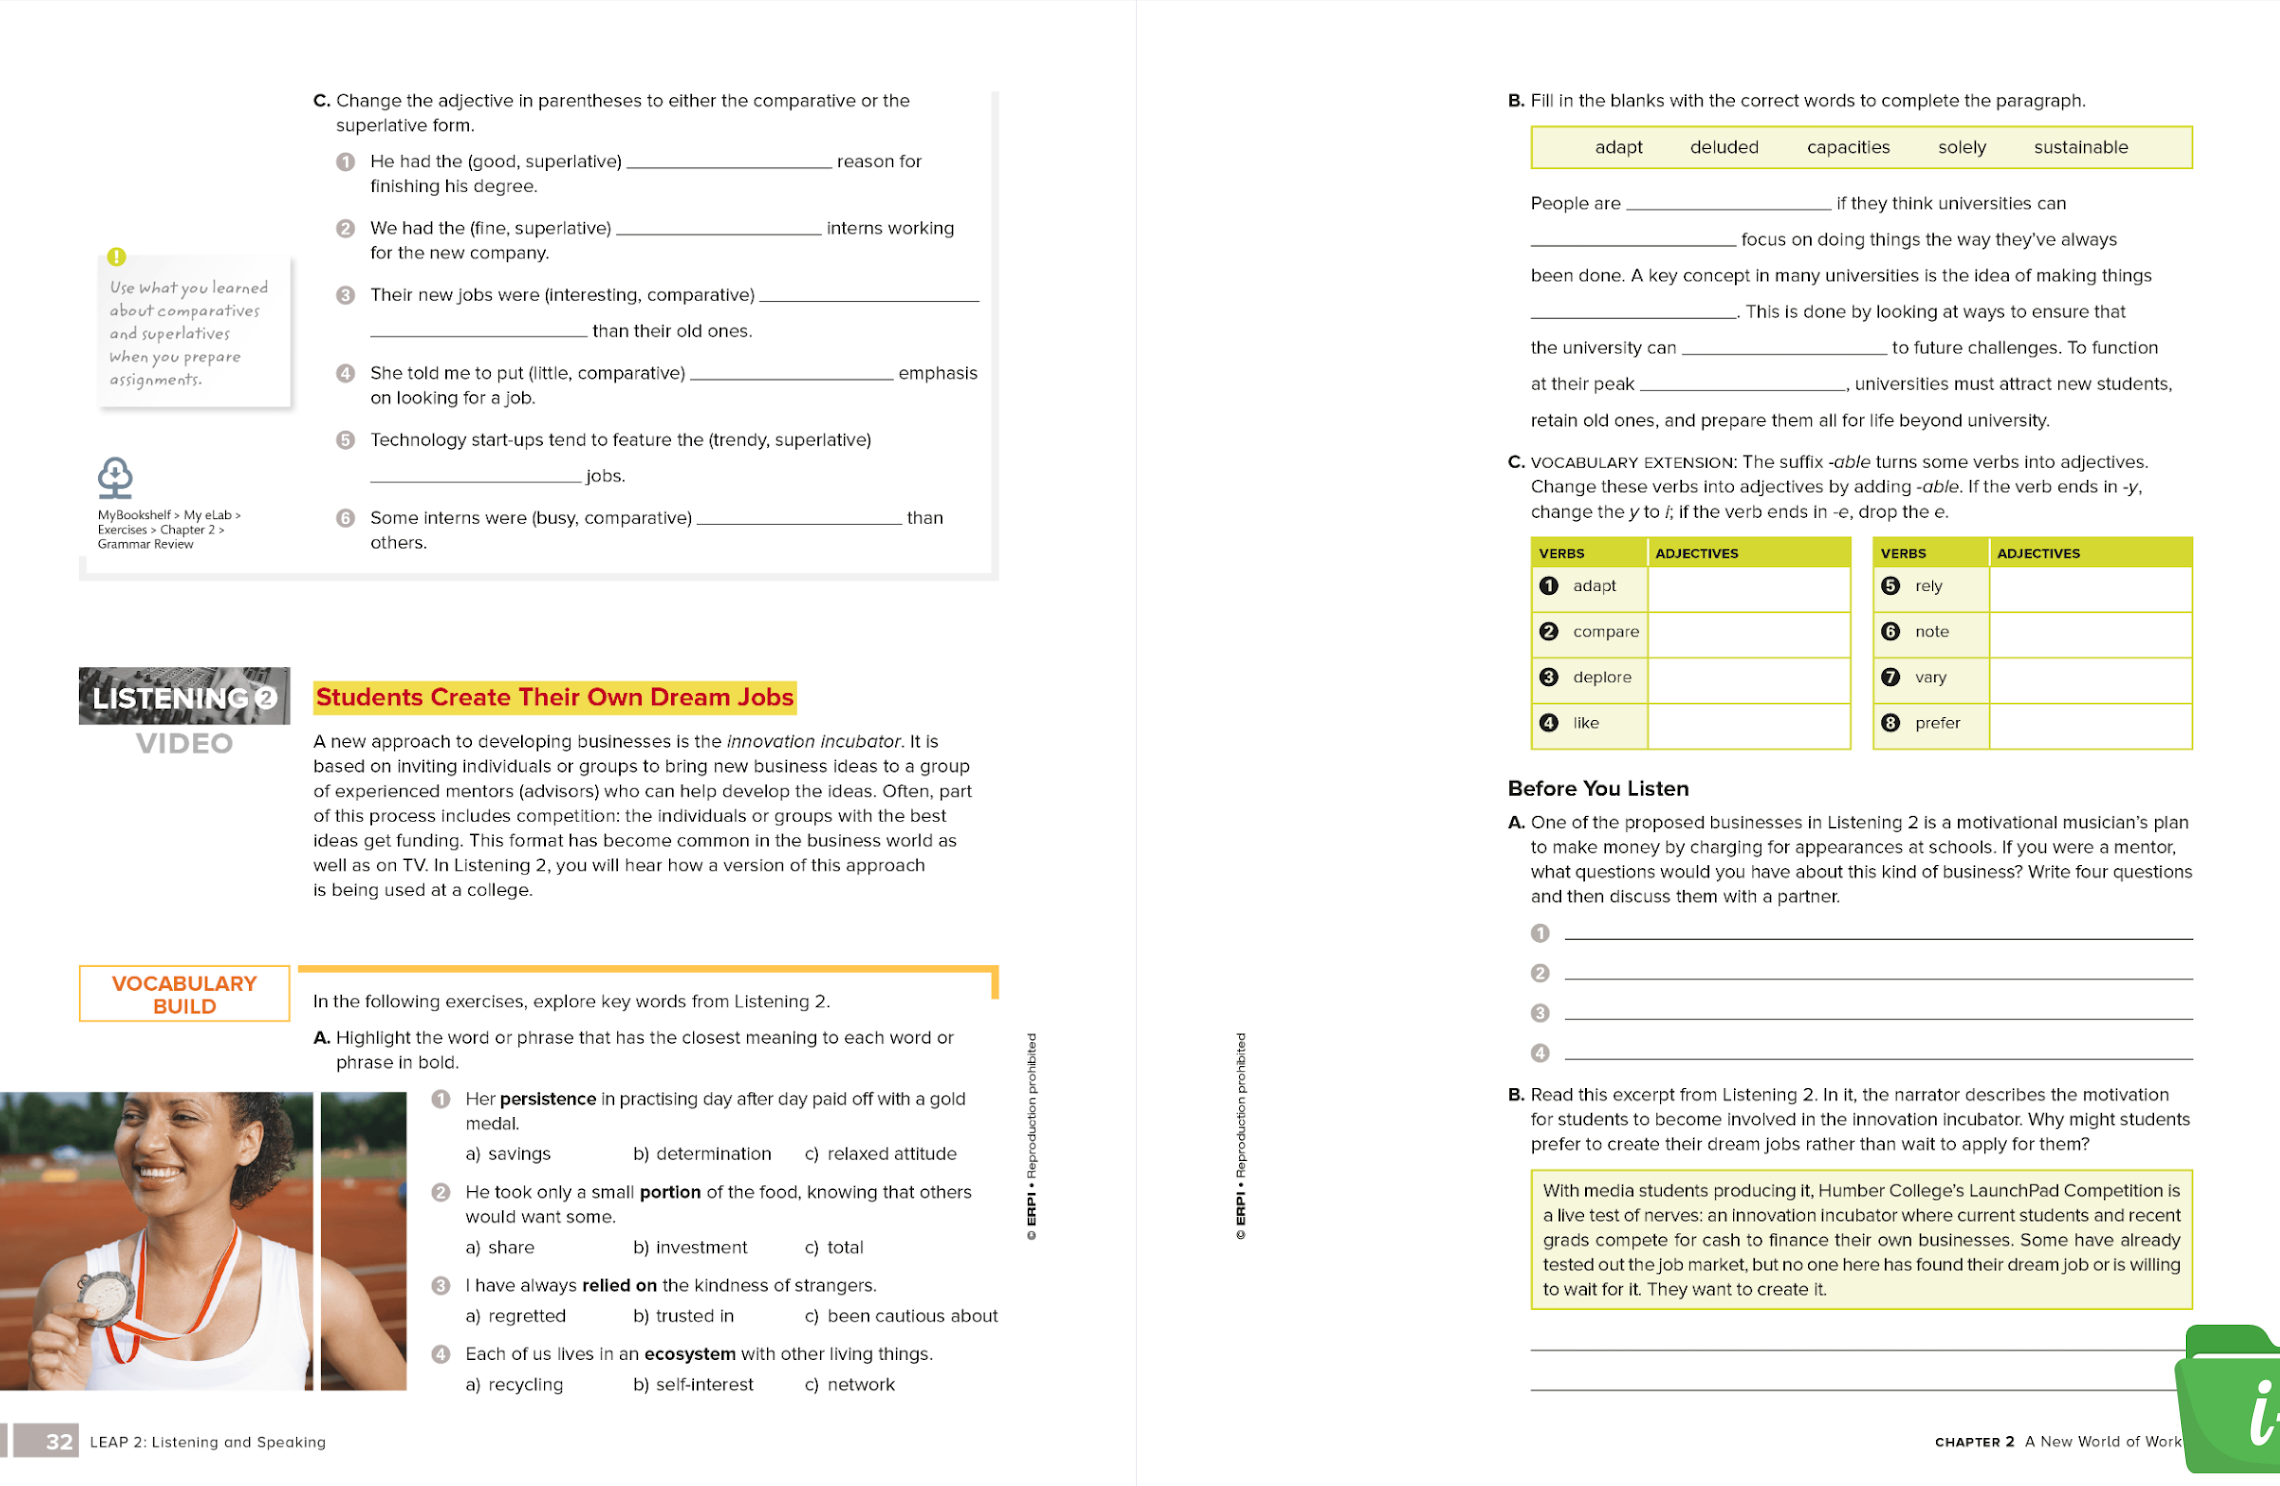 C. Change the adjective in parentheses to either the comparative or the
superlative form.
1 He had the (good, superlative) ____ reason for
finishing his degree.
2 We had the (fine, superlative) ____ interns working
for the new company.
3 Their new jobs were (interesting, comparative) ____
____ than their old ones.
4 She told me to put (little, comparative) ____ emphasis
on looking for a job.
5 Technology start-ups tend to feature the (trendy, superlative)
____ jobs.
6 Some interns were (busy, comparative) ____ than
others.
!
Use what you learned
about comparatives
and superlatives
when you prepare
assignments.
MyBookshelf > My eLab >
Exercises > Chapter 2 >
Grammar Review
LISTENING 2
VIDEO
Students Create Their Own Dream Jobs
A new approach to developing businesses is the innovation incubator. It is
based on inviting individuals or groups to bring new business ideas to a group
of experienced mentors (advisors) who can help develop the ideas. Often, part
of this process includes competition: the individuals or groups with the best
ideas get funding. This format has become common in the business world as
well as on TV. In Listening 2, you will hear how a version of this approach
is being used at a college.
VOCABULARY
BUILD
In the following exercises, explore key words from Listening 2.
A. Highlight the word or phrase that has the closest meaning to each word or
phrase in bold.
1 Her persistence in practising day after day paid off with a gold
medal.
a) savings b) determination c) relaxed attitude
2 He took only a small portion of the food, knowing that others
would want some.
a) share b) investment c) total
3 I have always relied on the kindness of strangers.
a) regretted b) trusted in c) been cautious about
4 Each of us lives in an ecosystem with other living things.
a) recycling b) self-interest c) network
© ERPI • Reproduction prohibited
32 LEAP 2: Listening and Speaking
B. Fill in the blanks with the correct words to complete the paragraph.
adapt deluded capacities solely sustainable
People are ____ if they think universities can
____ focus on doing things the way they've always
been done. A key concept in many universities is the idea of making things
____. This is done by looking at ways to ensure that
the university can ____ to future challenges. To function
at their peak ____, universities must attract new students,
retain old ones, and prepare them all for life beyond university.
C. VOCABULARY EXTENSION: The suffix -able turns some verbs into adjectives.
Change these verbs into adjectives by adding -able. If the verb ends in -y,
change the y to i; if the verb ends in -e, drop the e.
VERBS ADJECTIVES VERBS ADJECTIVES
1 adapt 5 rely
2 compare 6 note
3 deplore 7 vary
4 like 8 prefer
Before You Listen
A. One of the proposed businesses in Listening 2 is a motivational musician's plan
to make money by charging for appearances at schools. If you were a mentor,
what questions would you have about this kind of business? Write four questions
and then discuss them with a partner.
1
2
3
4
B. Read this excerpt from Listening 2. In it, the narrator describes the motivation
for students to become involved in the innovation incubator. Why might students
prefer to create their dream jobs rather than wait to apply for them?
With media students producing it, Humber College's LaunchPad Competition is
a live test of nerves: an innovation incubator where current students and recent
grads compete for cash to finance their own businesses. Some have already
tested out the job market, but no one here has found their dream job or is willing
to wait for it. They want to create it.
© ERPI • Reproduction prohibited
CHAPTER 2 A New World of Work